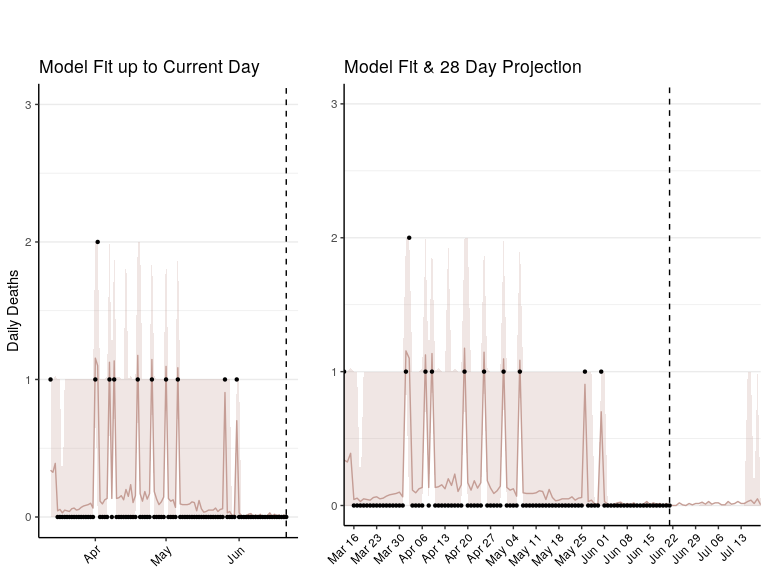 Model Fit up to Current Day
Model Fit & 28 Day Projection
Daily Deaths
3
2
1
0
Apr
May
Jun
3
2
1
0
Mar 16
Mar 23
Mar 30
Apr 06
Apr 13
Apr 20
Apr 27
May 04
May 11
May 18
May 25
Jun 01
Jun 08
Jun 15
Jun 22
Jun 29
Jul 06
Jul 13